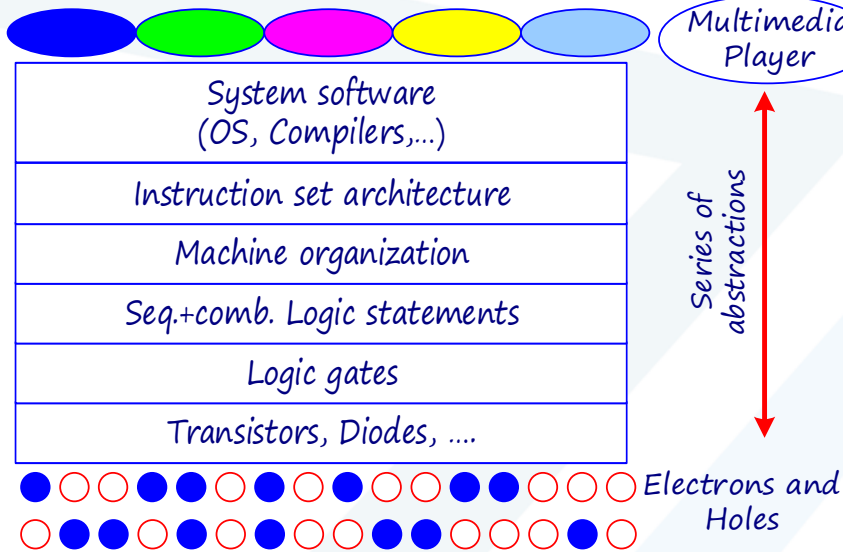 Multimedia
Player
System software
(OS, Compilers,...)
Instruction set architecture
Machine organization
Seq.+comb. Logic statements
Logic gates
Transistors, Diodes, ....
Series of
abstractions
Electrons and
Holes